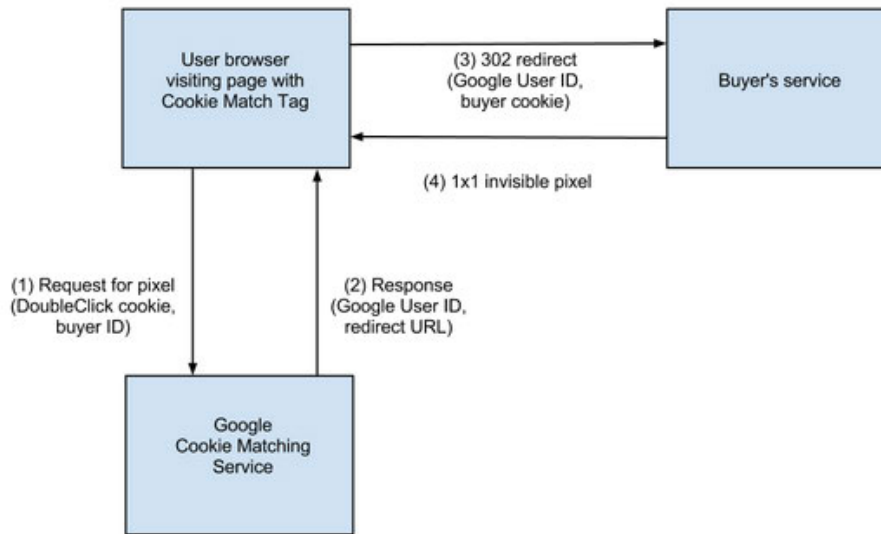 User browser
visiting page with
Cookie Match Tag
(3) 302 redirect
(Google User ID,
buyer cookie)
Buyer's service
(4) 1x1 invisible pixel
(1) Request for pixel
(DoubleClick cookie,
buyer ID)
(2) Response
(Google User ID,
redirect URL)
Google
Cookie Matching
Service